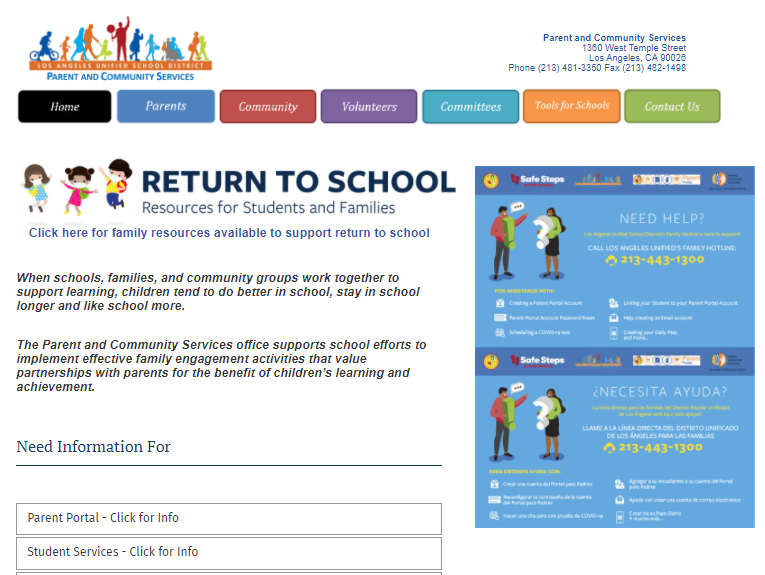 LOS ANGELES UNIFIED SCHOOL DISTRICT
PARENT AND COMMUNITY SERVICES
Parent and Community Services
1360 West Temple Street
Los Angeles, CA 90026
Phone (213) 481-3350 Fax (213) 482-1498
Home
Parents
Community
Volunteers
Committees
Tools for Schools
Contact Us
RETURN TO SCHOOL
Resources for Students and Families
Click here for family resources available to support return to school
When schools, families, and community groups work together to
support learning, children tend to do better in school, stay in school
longer and like school more.
The Parent and Community Services office supports school efforts to
implement effective family engagement activities that value
partnerships with parents for the benefit of children's learning and
achievement.
Need Information For
Parent Portal - Click for Info
Student Services - Click for Info
Safe Steps
NEED HELP?
Los Angeles Unified School District's Family Hotline is here to support!
CALL LOS ANGELES UNIFIED'S FAMILY HOTLINE:
213-443-1300
FOR ASSISTANCE WITH:
Creating a Parent Portal Account
Linking your Student to your Parent Portal Account
Parent Portal Account Password Reset
Help creating an Email account
Scheduling a COVID-19 test
Creating your Daily Pass
and more...
Safe Steps
¿NECESITA AYUDA?
LLAME A LA LÍNEA DIRECTA DEL DISTRITO UNIFICADO
DE LOS ÁNGELES PARA LAS FAMILIAS
213-443-1300
PARA OBTENER AYUDA CON:
Crear una cuenta del Portal
para Padres
Agregar a su estudiantes a su cuenta del Portal
para Padres
Reconfigurar la contraseña de la cuenta
del Portal para Padres
Ayuda con crear una cuenta de correo electrónico
Hacer una cita para una prueba de COVID-19
Crear de su Pase Diario
Y mucho más...